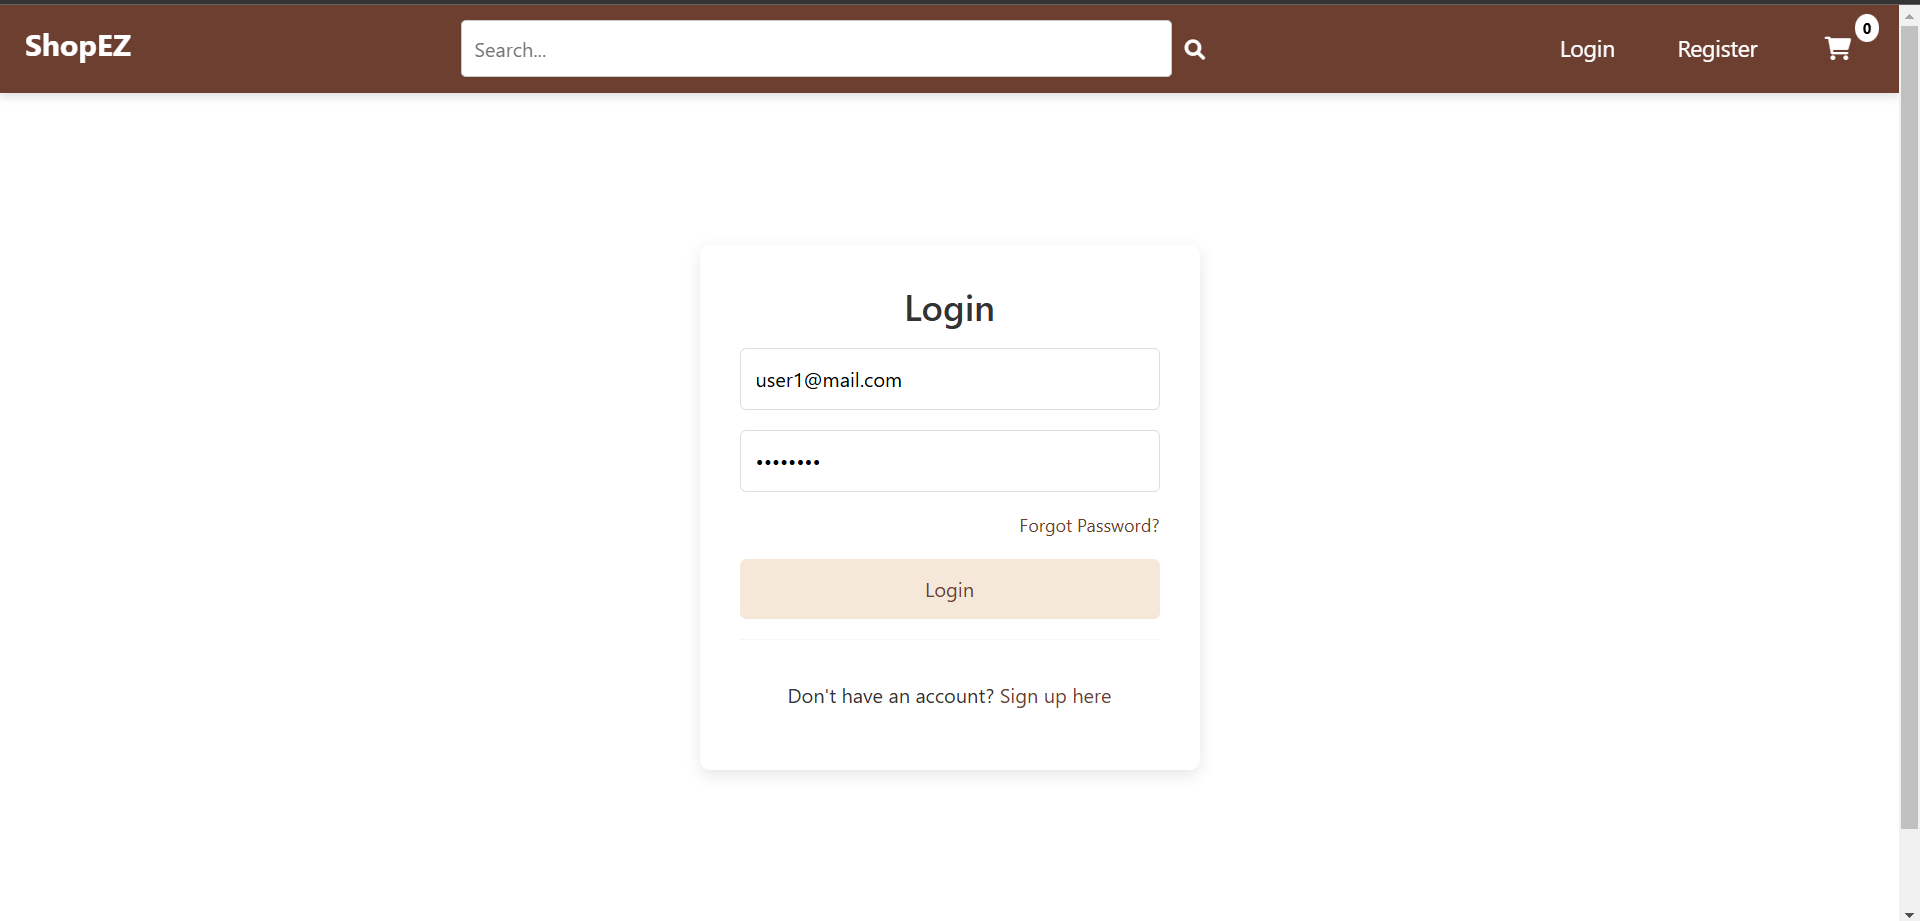 ShopEZ
Search...
Login
Register
0
Login
user1@mail.com
••••••••
Forgot Password?
Login
Don't have an account? Sign up here